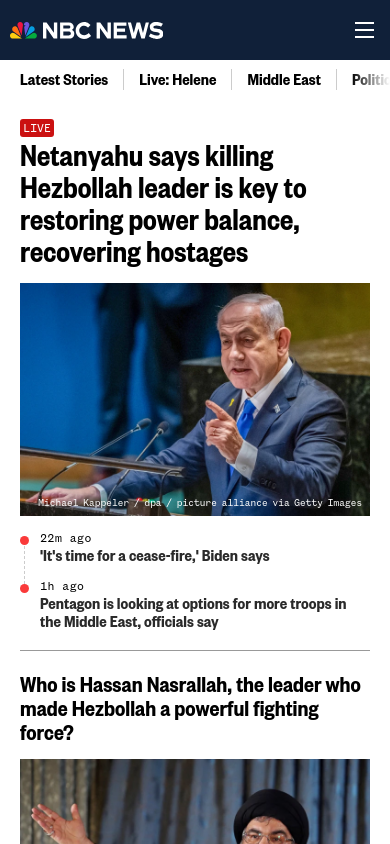 NBC NEWS
Latest Stories
Live: Helene
Middle East
LIVE
Netanyahu says killing
Hezbollah leader is key to
restoring power balance,
recovering hostages
Michael Kappeler / dpa / picture alliance via Getty Images
22m ago
'It's time for a cease-fire,' Biden says
1h ago
Pentagon is looking at options for more troops in
the Middle East, officials say
Who is Hassan Nasrallah, the leader who
made Hezbollah a powerful fighting
force?